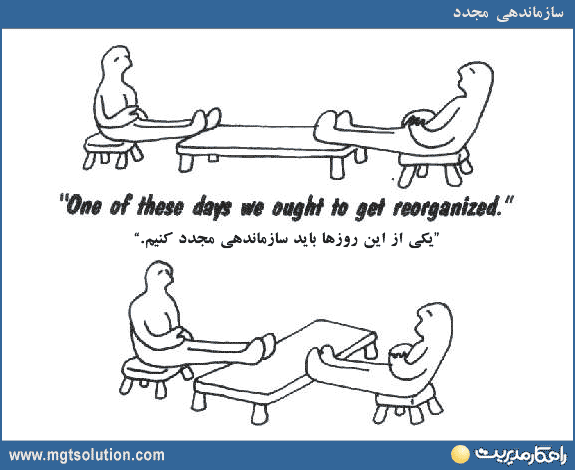 سازماندهی مجدد
"One of these days we ought to get reorganized."
"یکی از این روزها باید سازماندهی مجدد کنیم."
www.mgtsolution.com
راهکار مدیریت